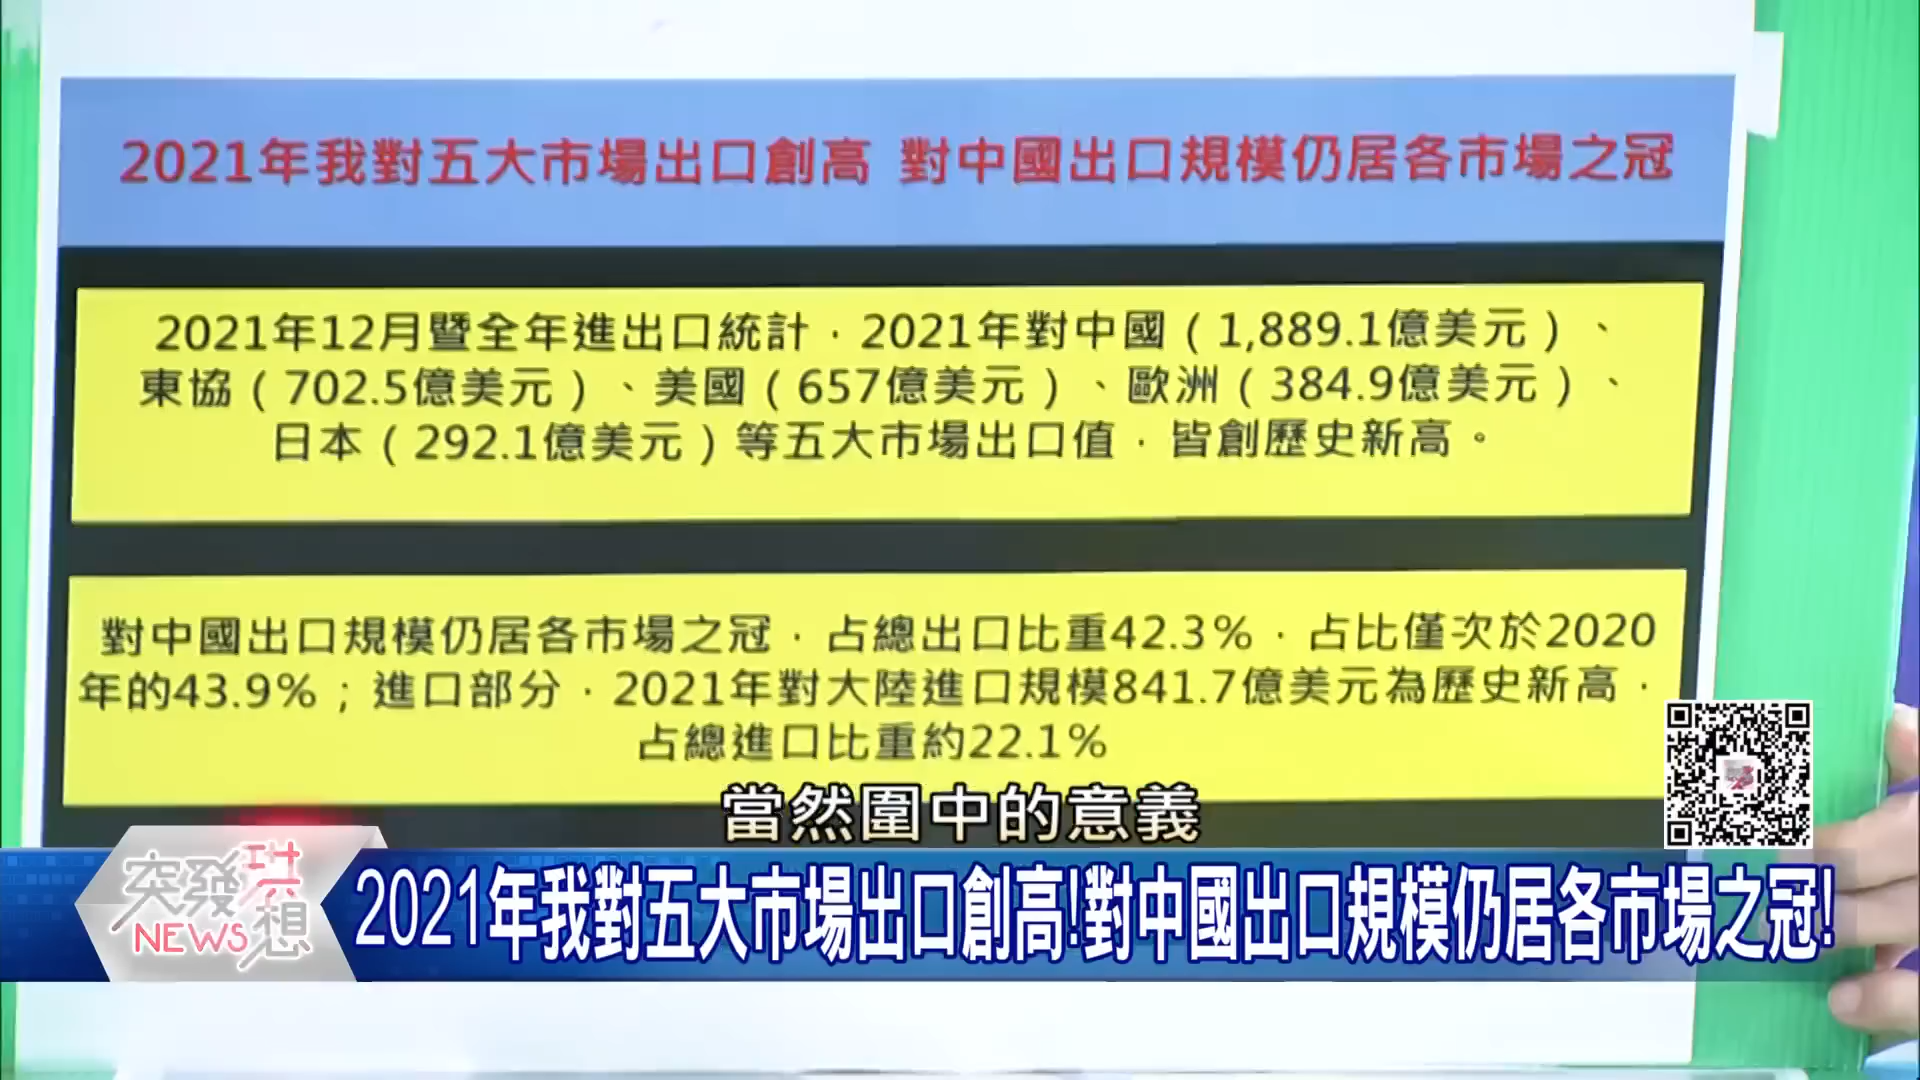 2021年我對五大市場出口創高 對中國出口規模仍居各市場之冠
2021年12月暨全年進出口統計，2021年對中國（1,889.1億美元）、
東協（702.5億美元）、美國（657億美元）、歐洲（384.9億美元）、
日本（292.1億美元）等五大市場出口值，皆創歷史新高。
對中國出口規模仍居各市場之冠，占總出口比重42.3%，占比僅次於2020
年的43.9%；進口部分，2021年對大陸進口規模841.7億美元為歷史新高，
占總進口比重約22.1%
當然圍中的意義
突發琪想
NEWS
2021年我對五大市場出口創高!對中國出口規模仍居各市場之冠!